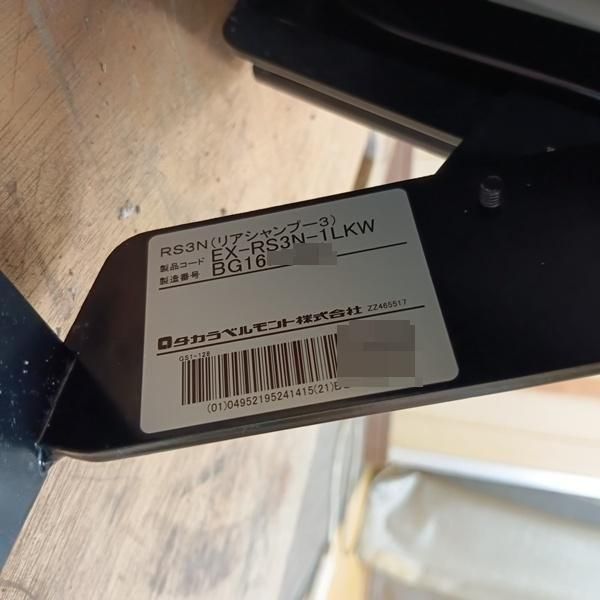 RS3N(リアシャンプー3)
製品コード EX-RS3N-1LKW
製造番号 BG16
タカラベルモント株式会社 ZZ465517
GS1-128
(01)04952195241415(21)B